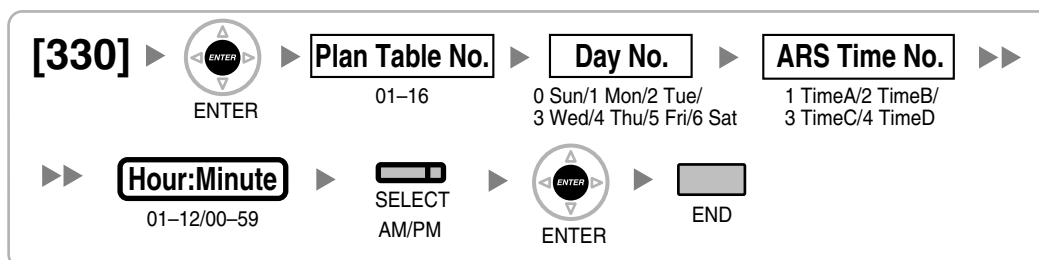 [330] ENTER Plan Table No. Day No. ARS Time No.
ENTER 01–16 0 Sun/1 Mon/2 Tue/ 1 TimeA/2 TimeB/
3 Wed/4 Thu/5 Fri/6 Sat 3 TimeC/4 TimeD
Hour:Minute ENTER
01–12/00–59 SELECT END
AM/PM ENTER